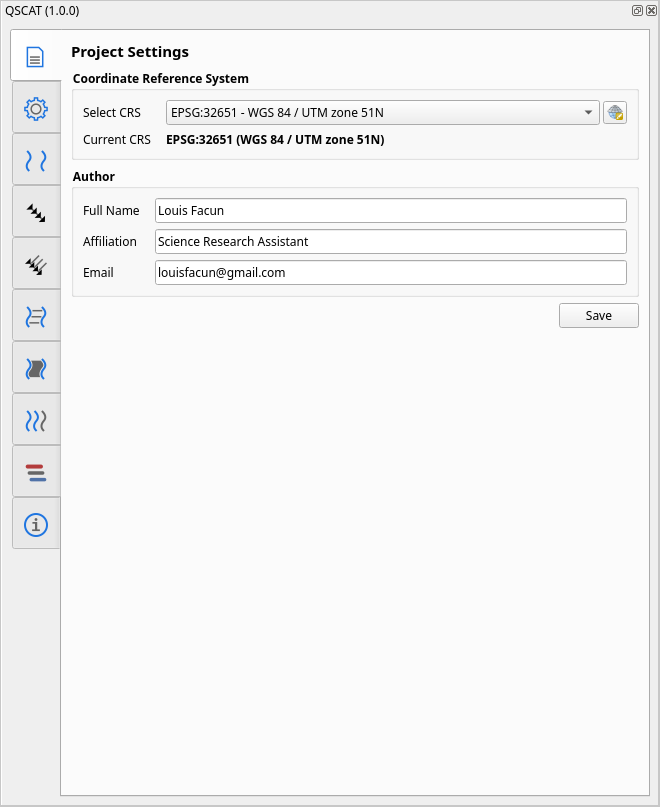 QSCAT (1.0.0)
Project Settings
Coordinate Reference System
Select CRS EPSG:32651 - WGS 84 / UTM zone 51N
Current CRS EPSG:32651 (WGS 84 / UTM zone 51N)
Author
Full Name Louis Facun
Affiliation Science Research Assistant
Email louisfacun@gmail.com
Save